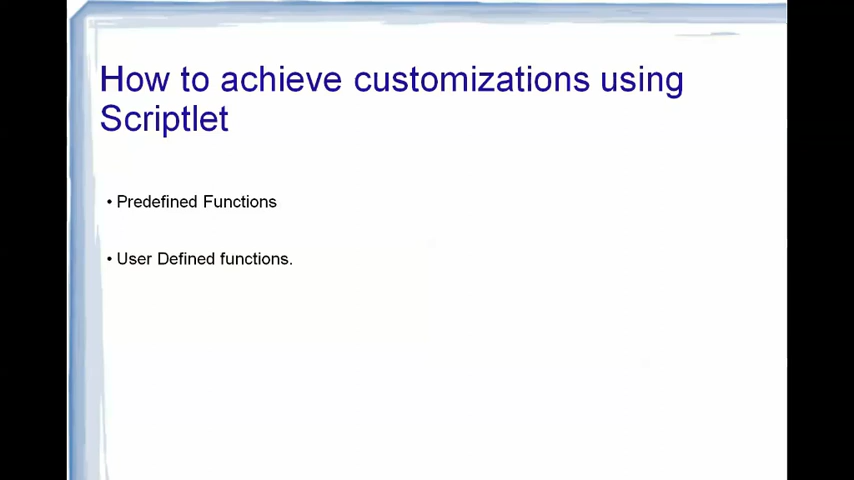 How to achieve customizations using
Scriptlet
• Predefined Functions
• User Defined functions.